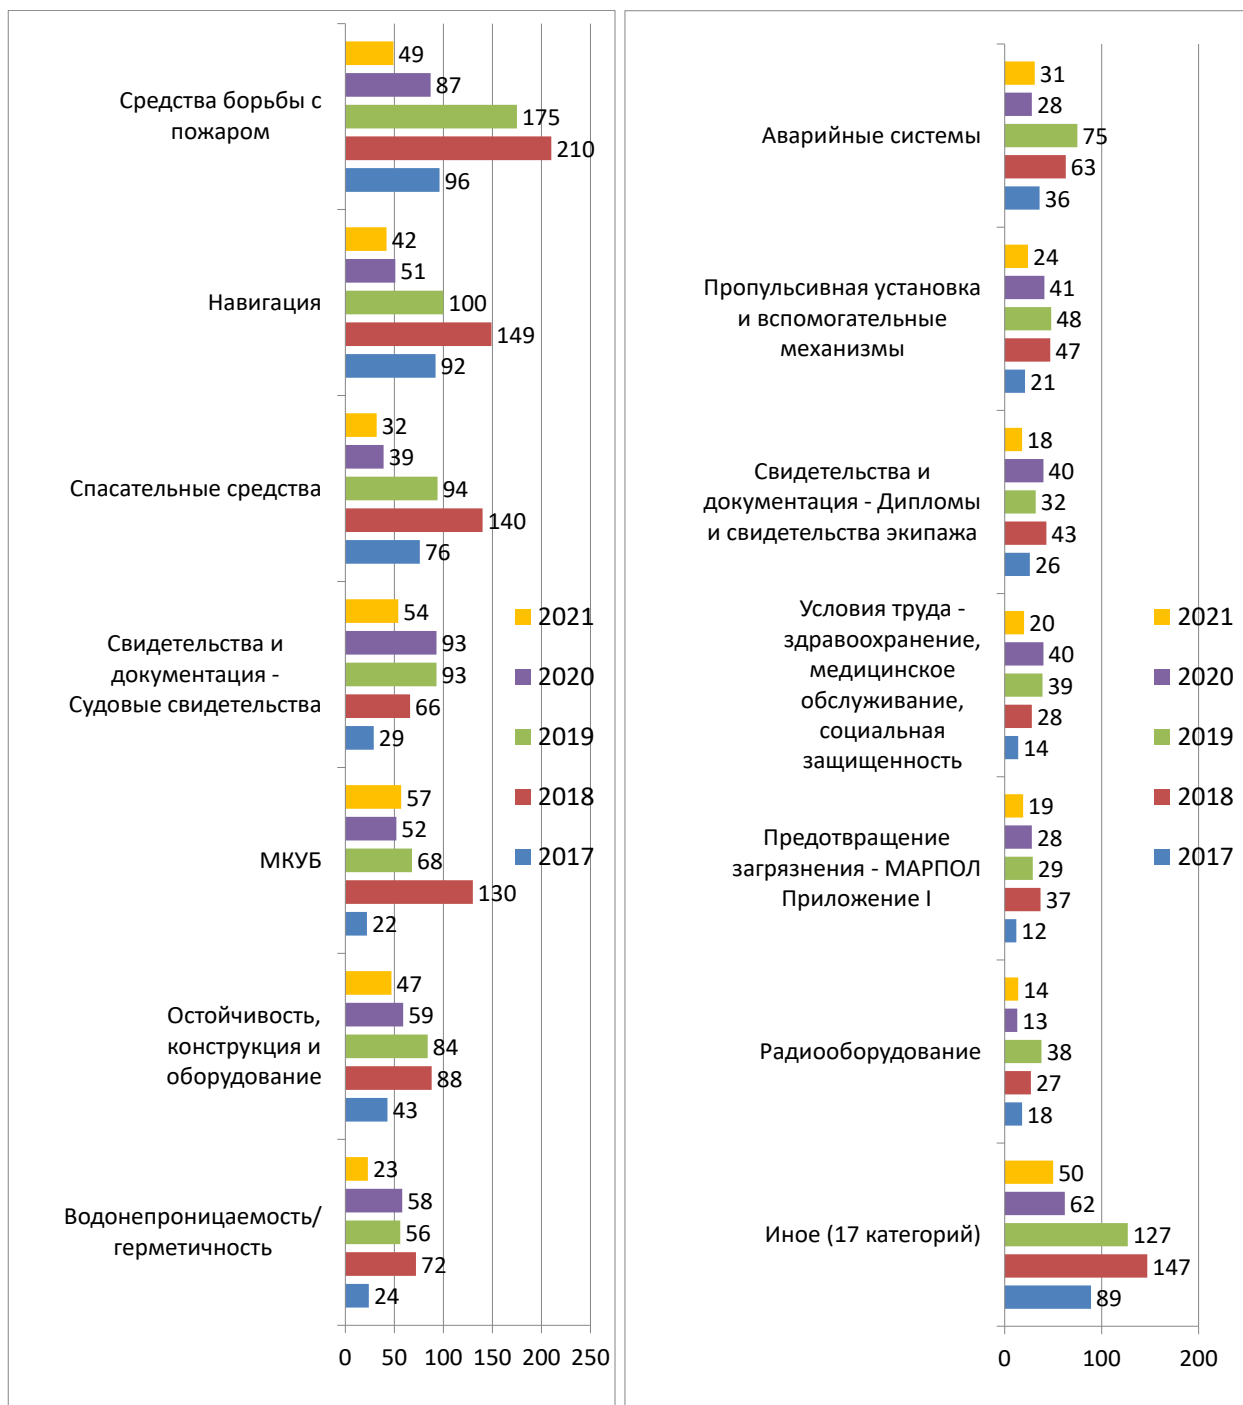 49
87
Средства борьбы с
пожаром
175
210
96
42
51
Навигация
100
149
92
32
39
Спасательные средства
94
140
76
54
93
Свидетельства и
документация -
Судовые свидетельства
93
66
29
57
52
МКУБ
68
130
22
47
59
Остойчивость,
конструкция и
оборудование
84
88
43
23
58
Водонепроницаемость/
герметичность
56
72
24
0 50 100 150 200 250
2021
2020
2019
2018
2017
31
28
Аварийные системы
75
63
36
24
41
Пропульсивная установка
и вспомогательные
механизмы
48
47
21
18
40
Свидетельства и
документация - Дипломы
и свидетельства экипажа
32
43
26
20
40
Условия труда -
здравоохранение,
медицинское
обслуживание,
социальная
защищенность
39
28
14
19
28
Предотвращение
загрязнения - МАРПОЛ
Приложение I
29
37
12
14
13
Радиооборудование
38
27
18
50
62
Иное (17 категорий)
127
147
89
0 100 200
2021
2020
2019
2018
2017